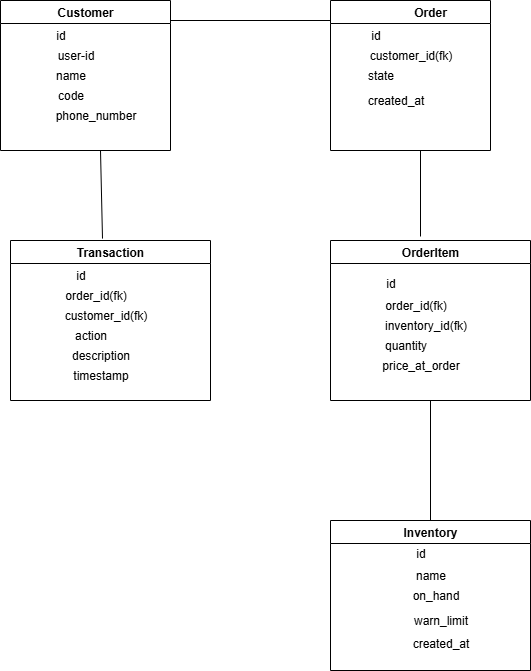 Customer
id
user-id
name
code
phone_number
Order
id
customer_id(fk)
state
created_at
Transaction
id
order_id(fk)
customer_id(fk)
action
description
timestamp
OrderItem
id
order_id(fk)
inventory_id(fk)
quantity
price_at_order
Inventory
id
name
on_hand
warn_limit
created_at